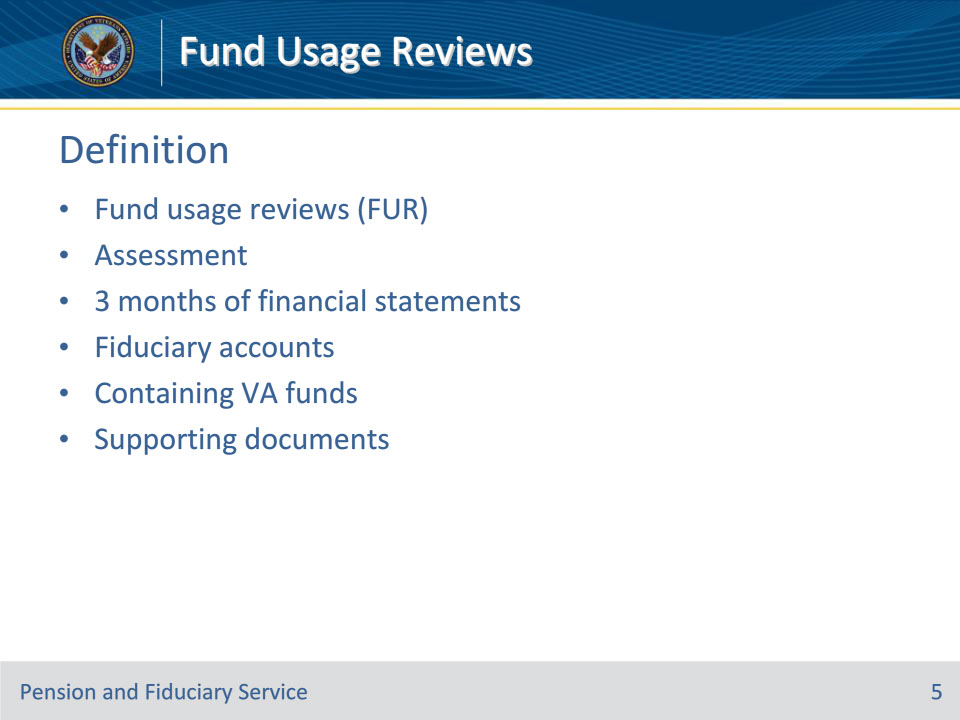 Fund Usage Reviews
Definition
• Fund usage reviews (FUR)
• Assessment
• 3 months of financial statements
• Fiduciary accounts
• Containing VA funds
• Supporting documents
Pension and Fiduciary Service
5